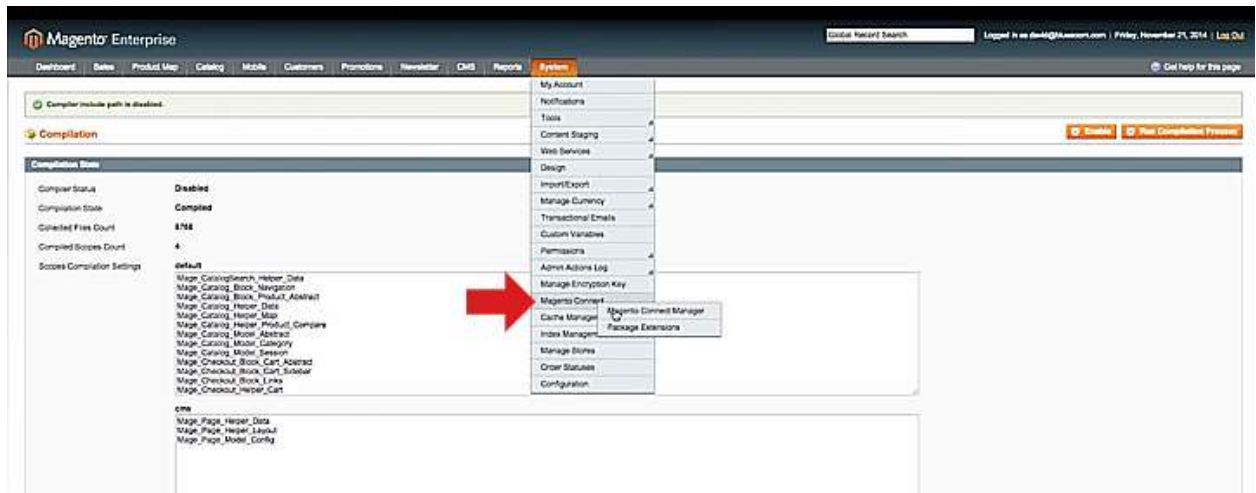 Magento Enterprise
Global Record Search
Logged in as david@blueacorn.com | Friday, November 21, 2014 | Log Out
Dashboard Sales Product Map Catalog Mobile Customers Promotions Newsletter CMS Reports System
Get help for this page
My Account
Notifications
Tools
Content Staging
Web Services
Design
Import/Export
Manage Currency
Transactional Emails
Custom Variables
Permissions
Admin Actions Log
Manage Encryption Key
Magento Connect
Cache Manage
Index Managem
Manage Stores
Order Statuses
Configuration
Magento Connect Manager
Package Extensions
Compiler include path is disabled.
Compilation
Enable
Run Compilation Process
Compilation State
Compiler Status Disabled
Compilation State Compiled
Collected Files Count
Compiled Scopes Count 4
Scopes Compilation Settings default
Mage_CatalogSearch_Helper_Data
Mage_Catalog_Block_Navigation
Mage_Catalog_Block_Product_Abstract
Mage_Catalog_Helper_Data
Mage_Catalog_Helper_Map
Mage_Catalog_Helper_Product_Compare
Mage_Catalog_Model_Abstract
Mage_Catalog_Model_Category
Mage_Catalog_Model_Session
Mage_Checkout_Block_Cart_Abstract
Mage_Checkout_Block_Cart_Sidebar
Mage_Checkout_Block_Links
Mage_Checkout_Helper_Cart
cms
Mage_Page_Helper_Data
Mage_Page_Helper_Layout
Mage_Page_Model_Config